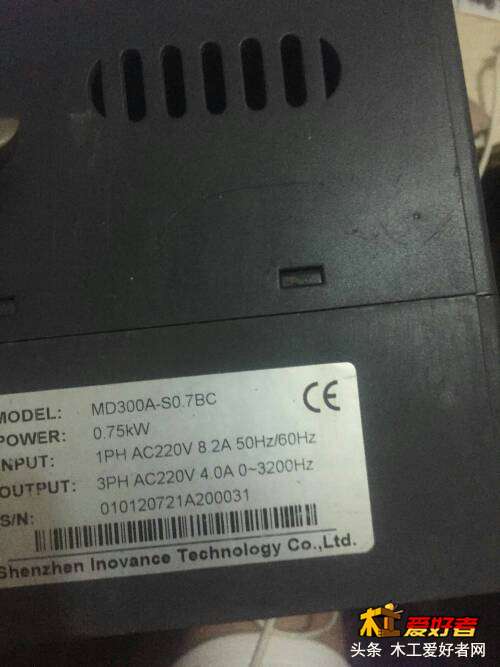 MODEL: MD300A-S0.7BC
POWER: 0.75kW
INPUT: 1PH AC220V 8.2A 50Hz/60Hz
OUTPUT: 3PH AC220V 4.0A 0~3200Hz
S/N: 010120721A200031
Shenzhen Inovance Technology Co.,Ltd.
CE
木工爱好者
头条 木工爱好者网